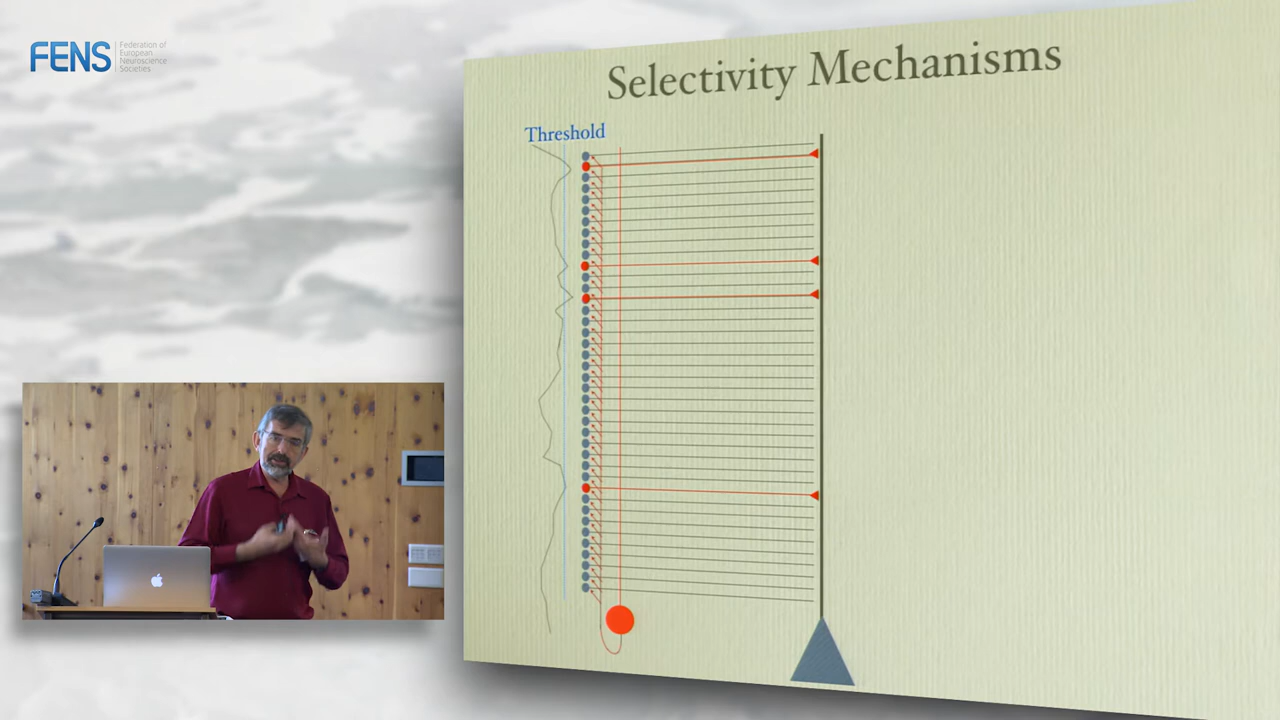 FENS
Federation of
European
Neuroscience
Societies
Selectivity Mechanisms
Threshold